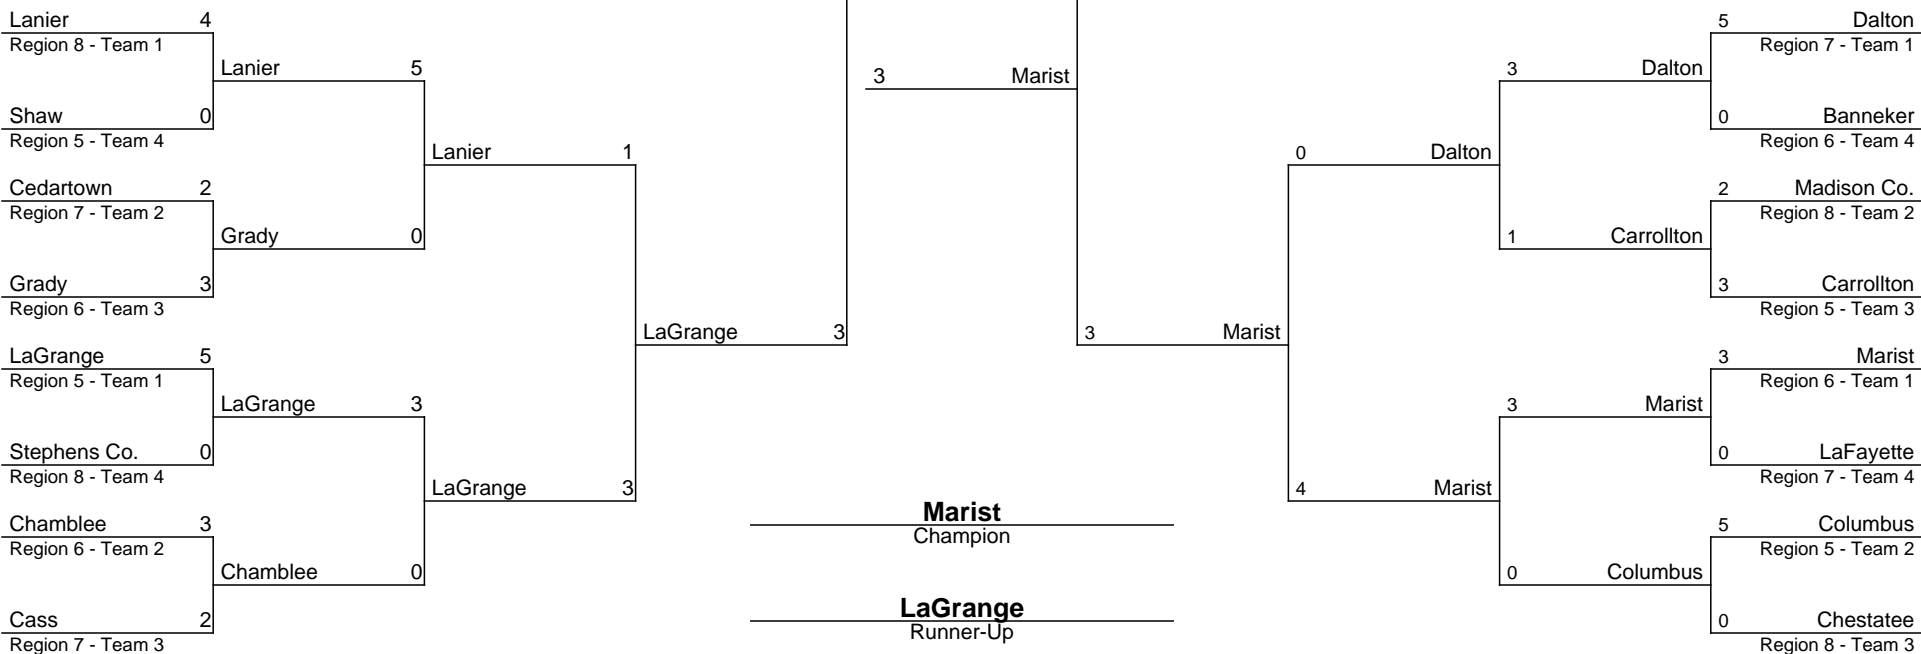 Lanier 4
Region 8 - Team 1
Lanier 5
Shaw 0
Region 5 - Team 4
Lanier 1
Cedartown 2
Region 7 - Team 2
Grady 0
Grady 3
Region 6 - Team 3
LaGrange 3
LaGrange 5
Region 5 - Team 1
LaGrange 3
Stephens Co. 0
Region 8 - Team 4
LaGrange 3
Chamblee 3
Region 6 - Team 2
Chamblee 0
Cass 2
Region 7 - Team 3
3 Marist
3 Marist
Marist
Champion
LaGrange
Runner-Up
5 Dalton
Region 7 - Team 1
3 Dalton
0 Banneker
Region 6 - Team 4
0 Dalton
2 Madison Co.
Region 8 - Team 2
1 Carrollton
3 Carrollton
Region 5 - Team 3
3 Marist
Region 6 - Team 1
3 Marist
0 LaFayette
Region 7 - Team 4
4 Marist
5 Columbus
Region 5 - Team 2
0 Columbus
0 Chestatee
Region 8 - Team 3